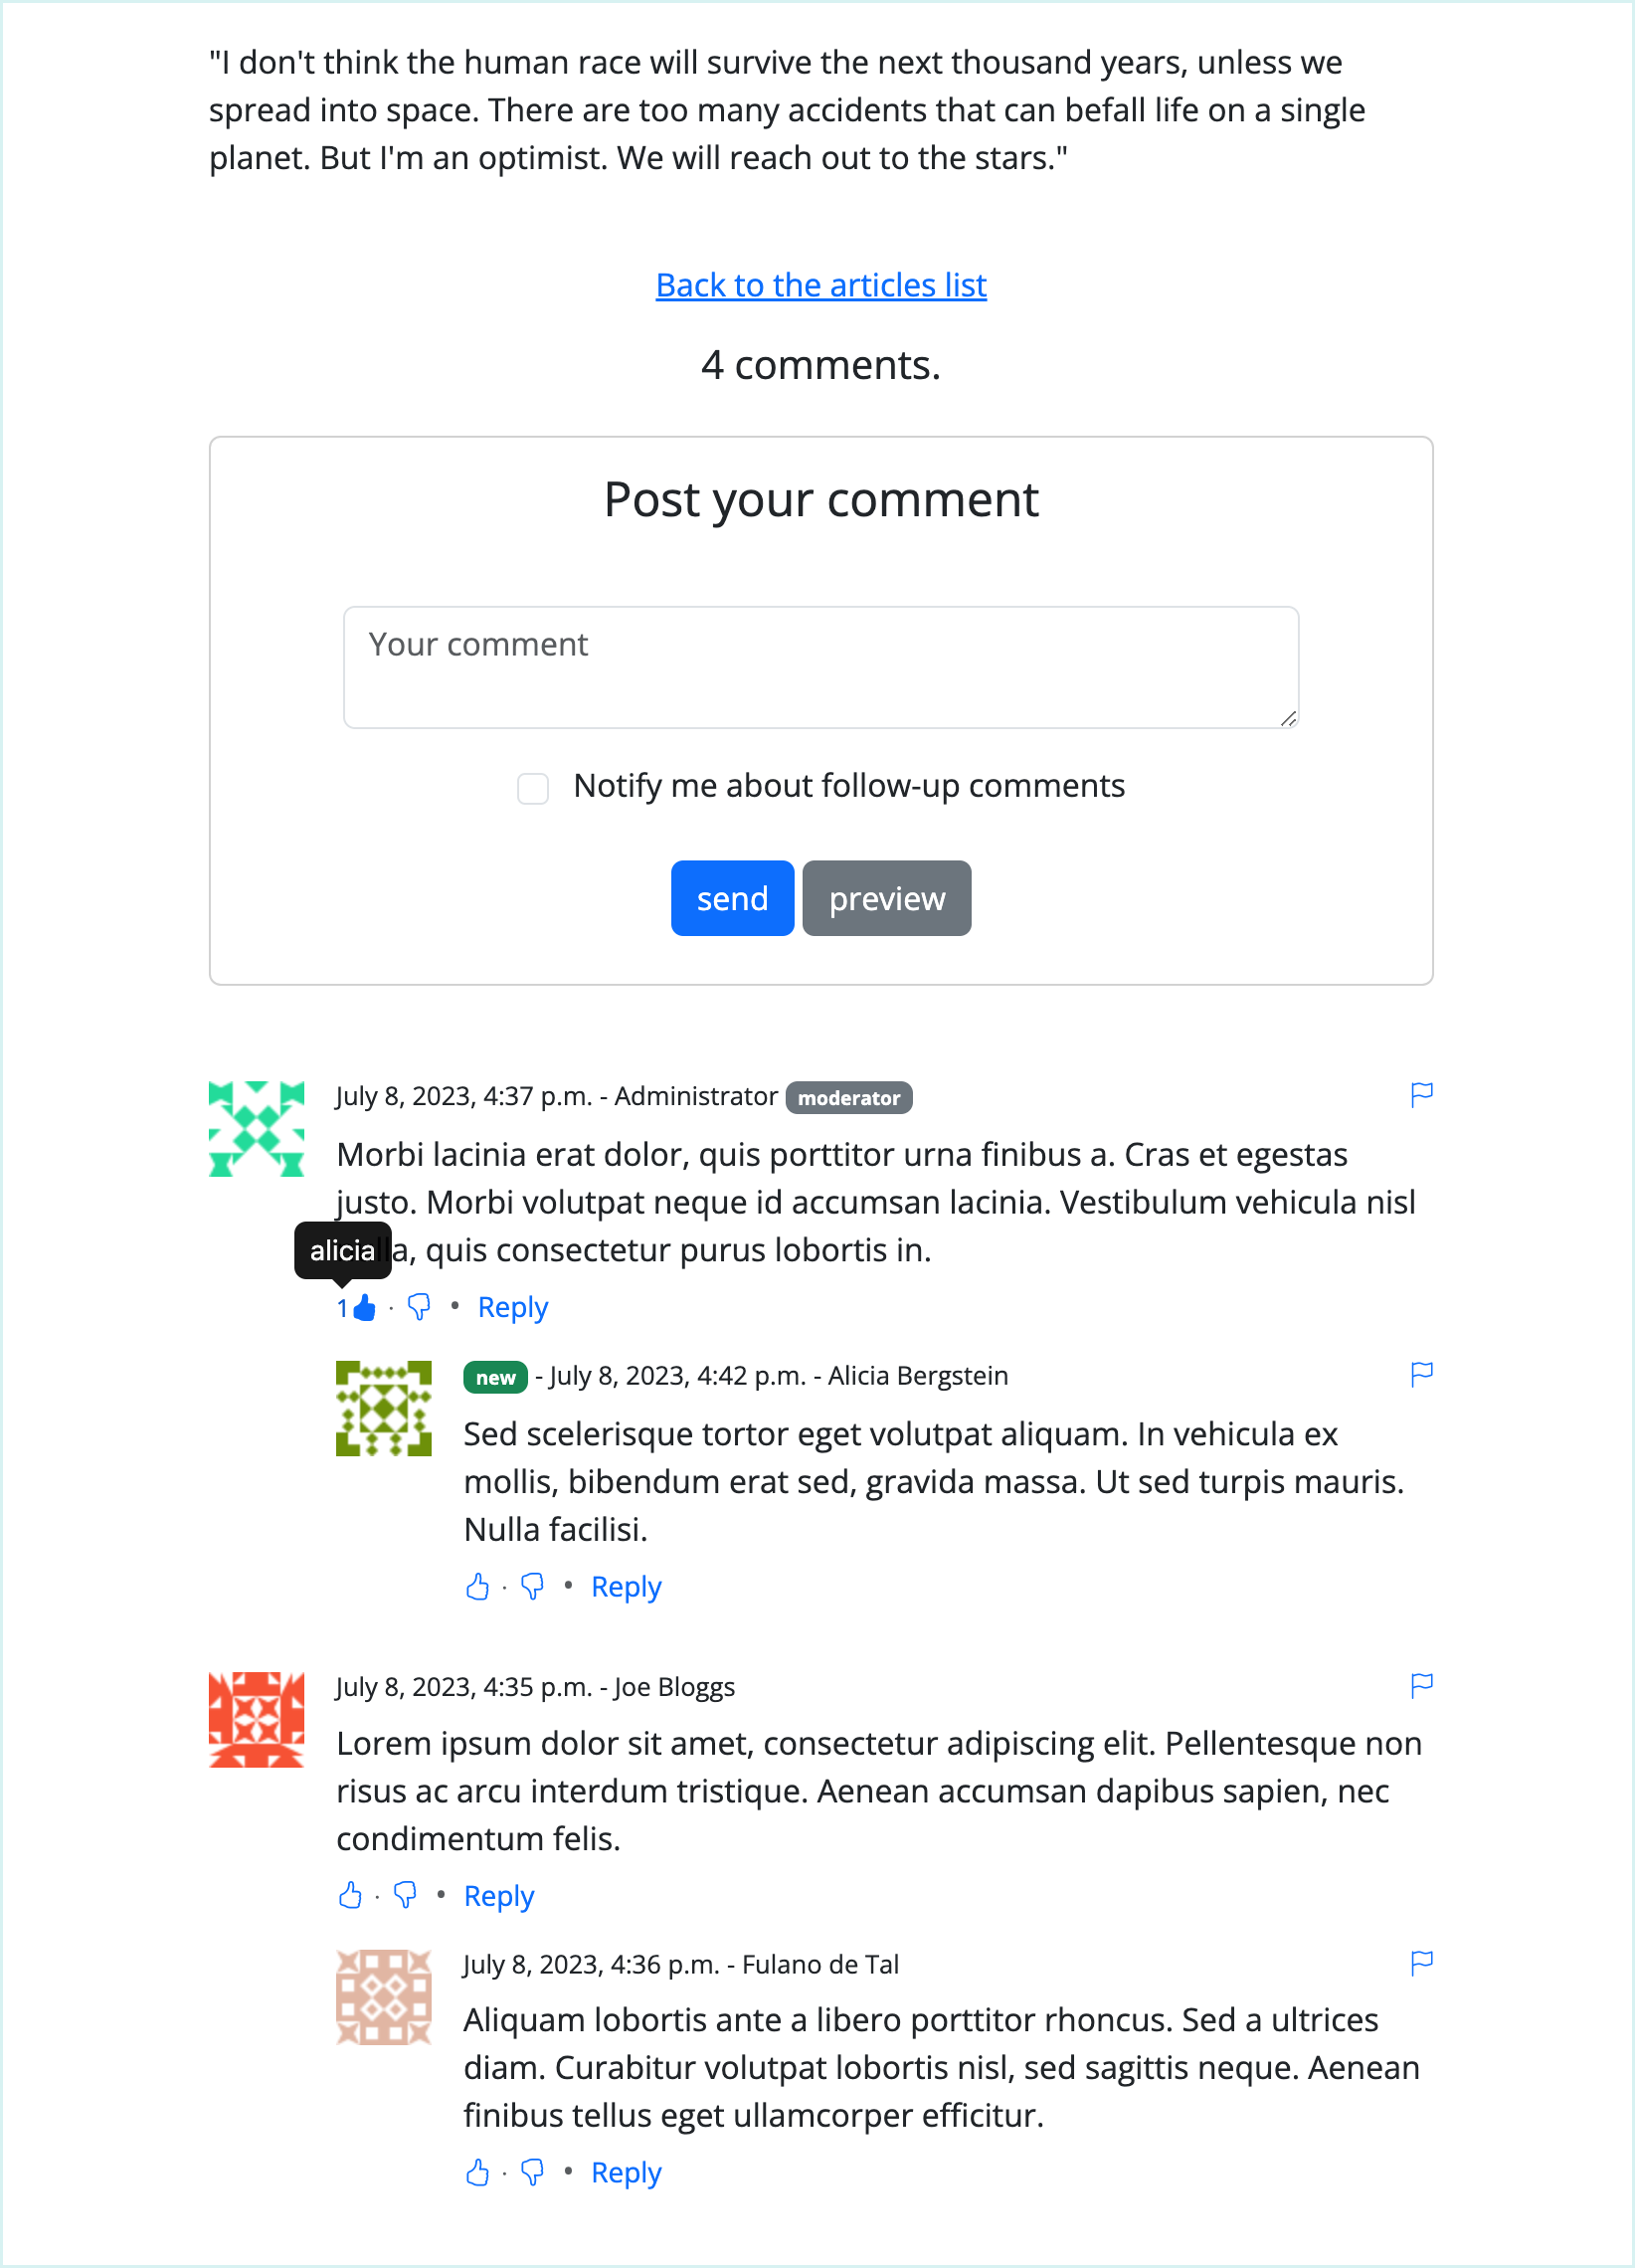 "I don't think the human race will survive the next thousand years, unless we
spread into space. There are too many accidents that can befall life on a single
planet. But I'm an optimist. We will reach out to the stars."
Back to the articles list
4 comments.
Post your comment
Your comment
Notify me about follow-up comments
send preview
July 8, 2023, 4:37 p.m. - Administrator moderator
Morbi lacinia erat dolor, quis porttitor urna finibus a. Cras et egestas
justo. Morbi volutpat neque id accumsan lacinia. Vestibulum vehicula nisl
alicia
quis consectetur purus lobortis in.
1 · • Reply
new - July 8, 2023, 4:42 p.m. - Alicia Bergstein
Sed scelerisque tortor eget volutpat aliquam. In vehicula ex
mollis, bibendum erat sed, gravida massa. Ut sed turpis mauris.
Nulla facilisi.
· • Reply
July 8, 2023, 4:35 p.m. - Joe Bloggs
Lorem ipsum dolor sit amet, consectetur adipiscing elit. Pellentesque non
risus ac arcu interdum tristique. Aenean accumsan dapibus sapien, nec
condimentum felis.
· • Reply
July 8, 2023, 4:36 p.m. - Fulano de Tal
Aliquam lobortis ante a libero porttitor rhoncus. Sed a ultrices
diam. Curabitur volutpat lobortis nisl, sed sagittis neque. Aenean
finibus tellus eget ullamcorper efficitur.
· • Reply